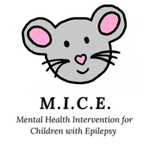 M.I.C.E.
Mental Health Intervention for
Children with Epilepsy